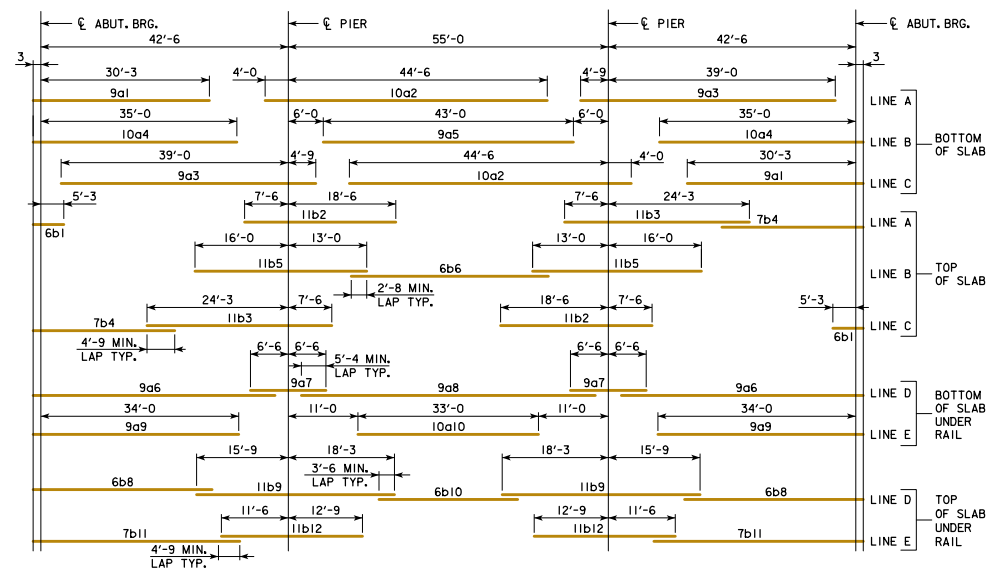 ℄ ABUT. BRG. ℄ PIER ℄ PIER ℄ ABUT. BRG.
42'-6 55'-0 42'-6
3 3
30'-3 4'-0 44'-6 4'-9 39'-0
9a1 10a2 9a3 LINE A
35'-0 6'-0 43'-0 6'-0 35'-0
10a4 9a5 10a4 LINE B
BOTTOM
OF SLAB
39'-0 4'-9 44'-6 4'-0 30'-3
9a3 10a2 9a1 LINE C
5'-3 7'-6 18'-6 7'-6 24'-3
6b1 11b2 11b3 7b4 LINE A
16'-0 13'-0 13'-0 16'-0
11b5 6b6 11b5 LINE B
TOP
OF SLAB
2'-8 MIN.
LAP TYP.
24'-3 7'-6 18'-6 7'-6 5'-3
7b4 11b3 11b2 6b1 LINE C
4'-9 MIN.
LAP TYP.
6'-6 6'-6 6'-6 6'-6
5'-4 MIN.
LAP TYP.
9a6 9a7 9a8 9a7 9a6 LINE D
34'-0 11'-0 33'-0 11'-0 34'-0
9a9 10a10 9a9 LINE E
BOTTOM
OF SLAB
UNDER
RAIL
15'-9 18'-3 18'-3 15'-9
3'-6 MIN.
LAP TYP.
6b8 11b9 6b10 11b9 6b8 LINE D
11'-6 12'-9 12'-9 11'-6
7b11 11b12 11b12 7b11 LINE E
TOP
OF SLAB
UNDER
RAIL
4'-9 MIN.
LAP TYP.